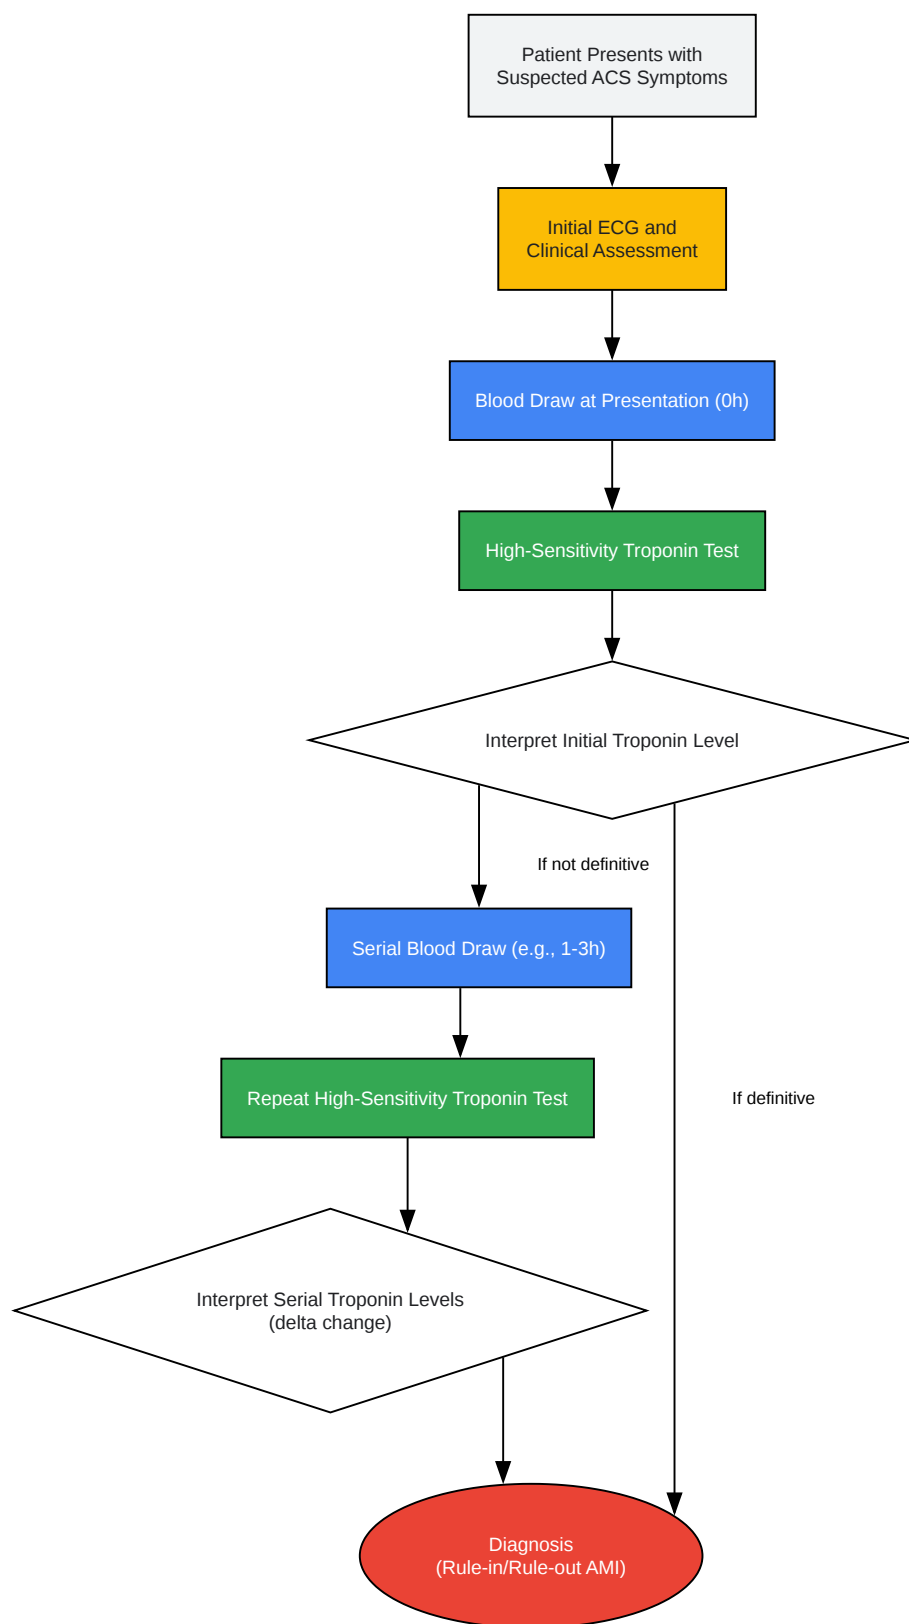 Patient Presents with
Suspected ACS Symptoms
Initial ECG and
Clinical Assessment
Blood Draw at Presentation (0h)
High-Sensitivity Troponin Test
Interpret Initial Troponin Level
If not definitive
Serial Blood Draw (e.g., 1-3h)
Repeat High-Sensitivity Troponin Test
If definitive
Interpret Serial Troponin Levels
(delta change)
Diagnosis
(Rule-in/Rule-out AMI)